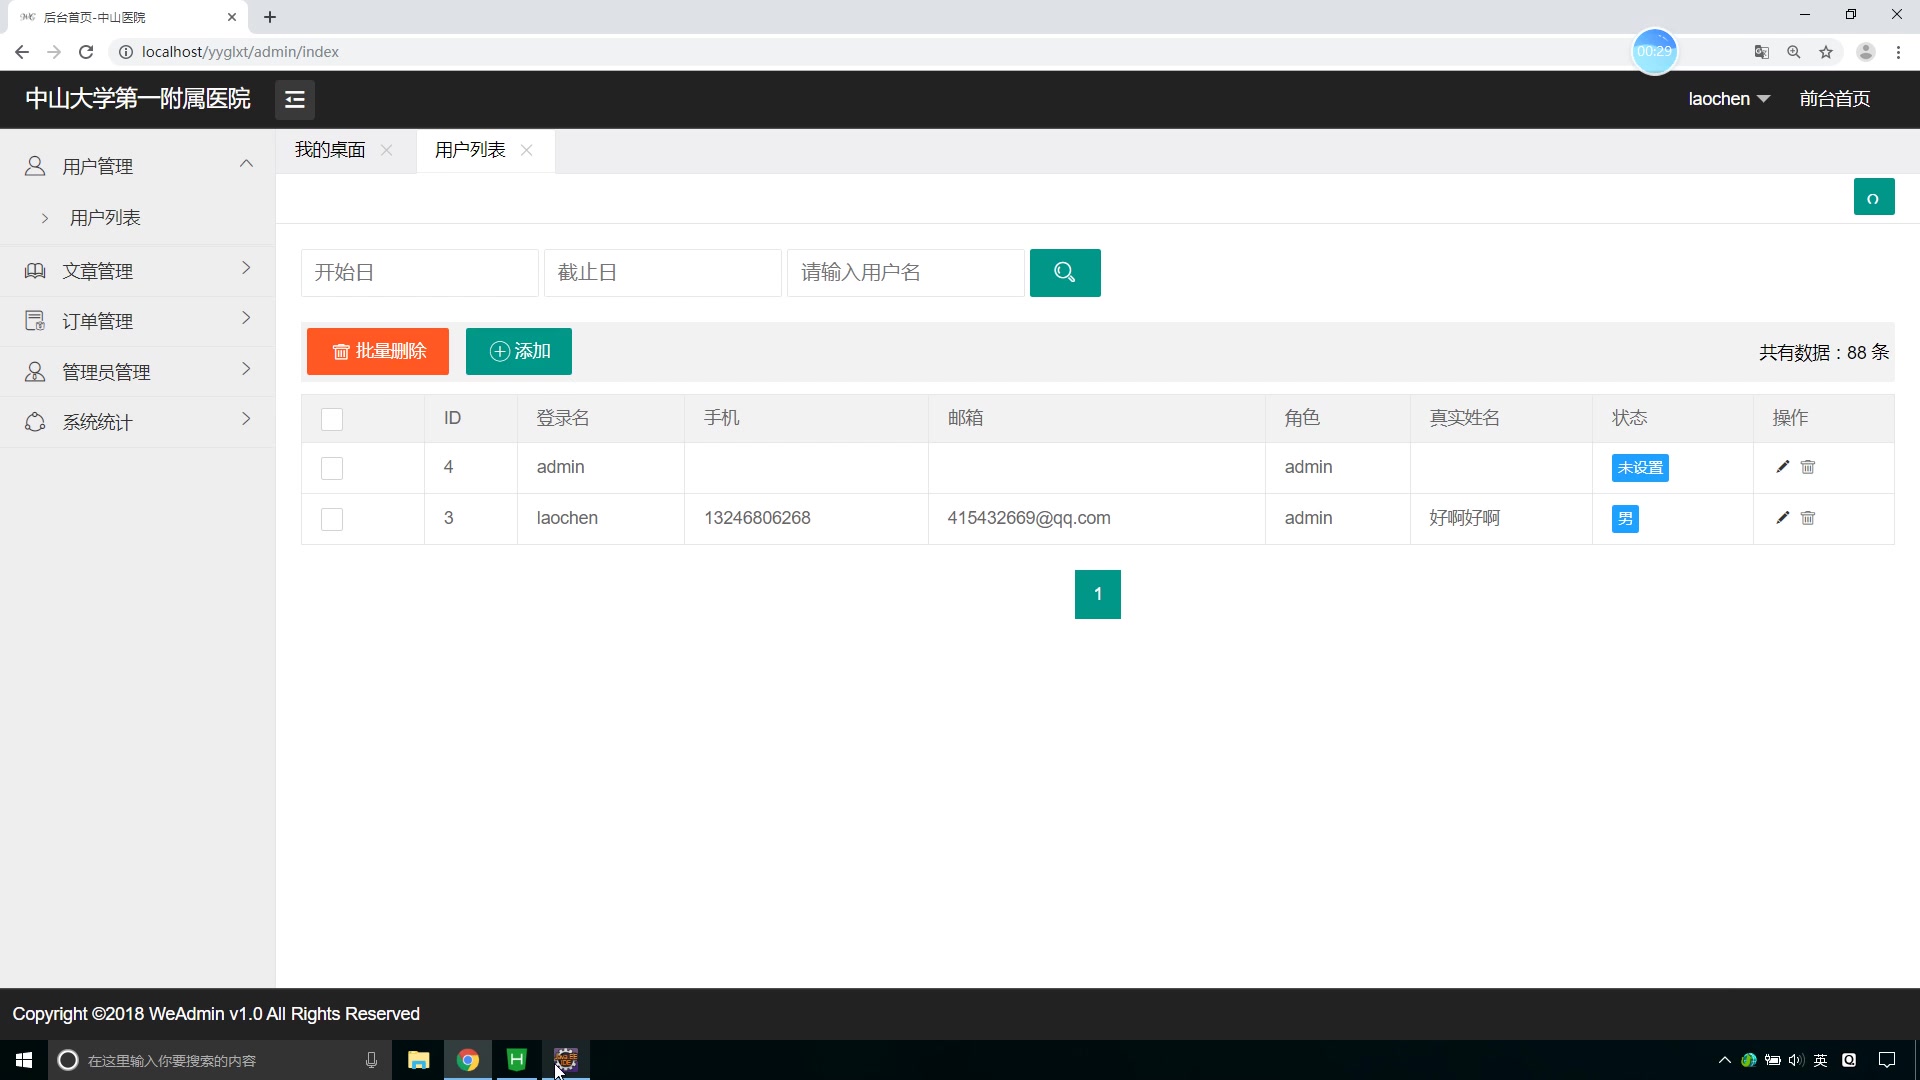 后台首页-中山医院
localhost/yyglxt/admin/index
00:29
中山大学第一附属医院
laochen
前台首页
用户管理
用户列表
文章管理
订单管理
管理员管理
系统统计
我的桌面
用户列表
开始日
截止日
请输入用户名
批量删除
添加
共有数据：88 条
ID 登录名 手机 邮箱 角色 真实姓名 状态 操作
4 admin admin 未设置
3 laochen 13246806268 415432669@qq.com admin 好啊好啊 男
1
Copyright ©2018 WeAdmin v1.0 All Rights Reserved
在这里输入你要搜索的内容
英